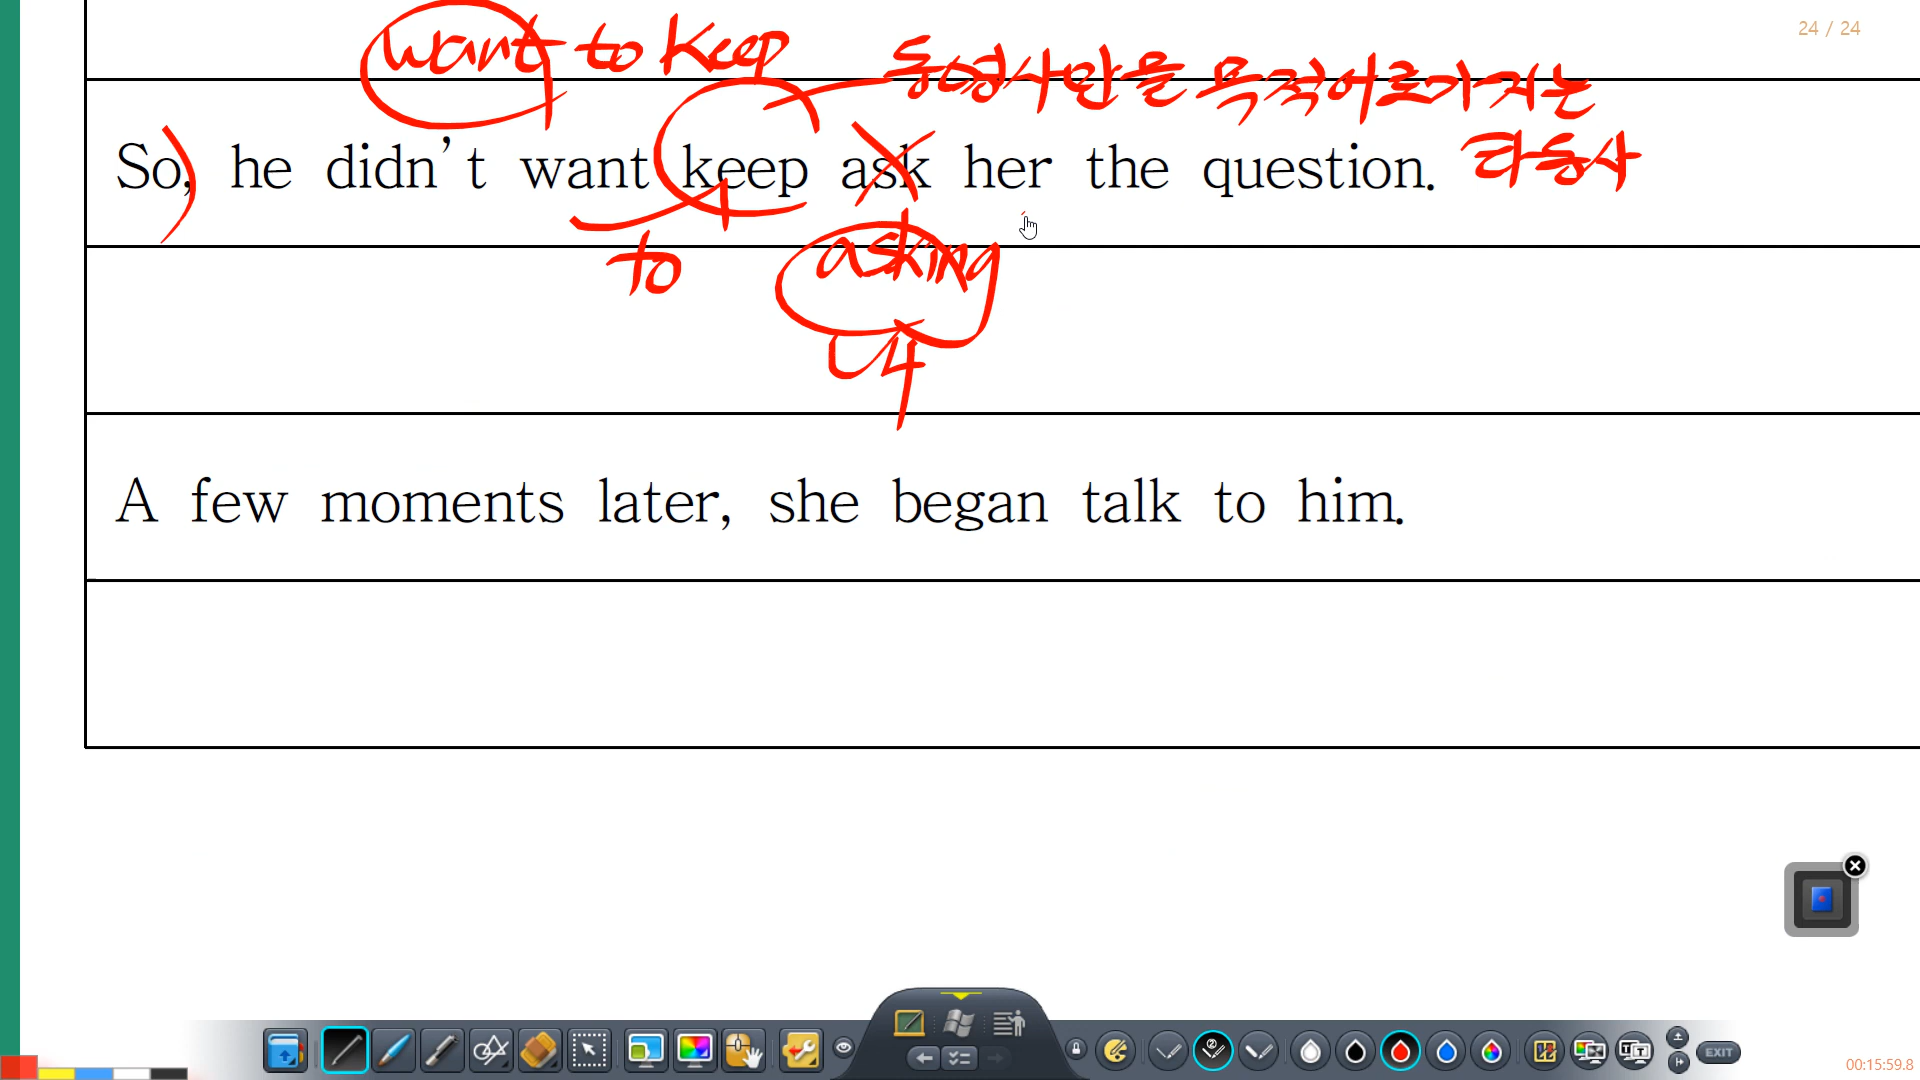 24 / 24
want to keep
동명사만을 목적어로가지는
타동사
So, he didn't want keep ask her the question.
to
asking
A few moments later, she began talk to him.
EXIT
00:15:59.8